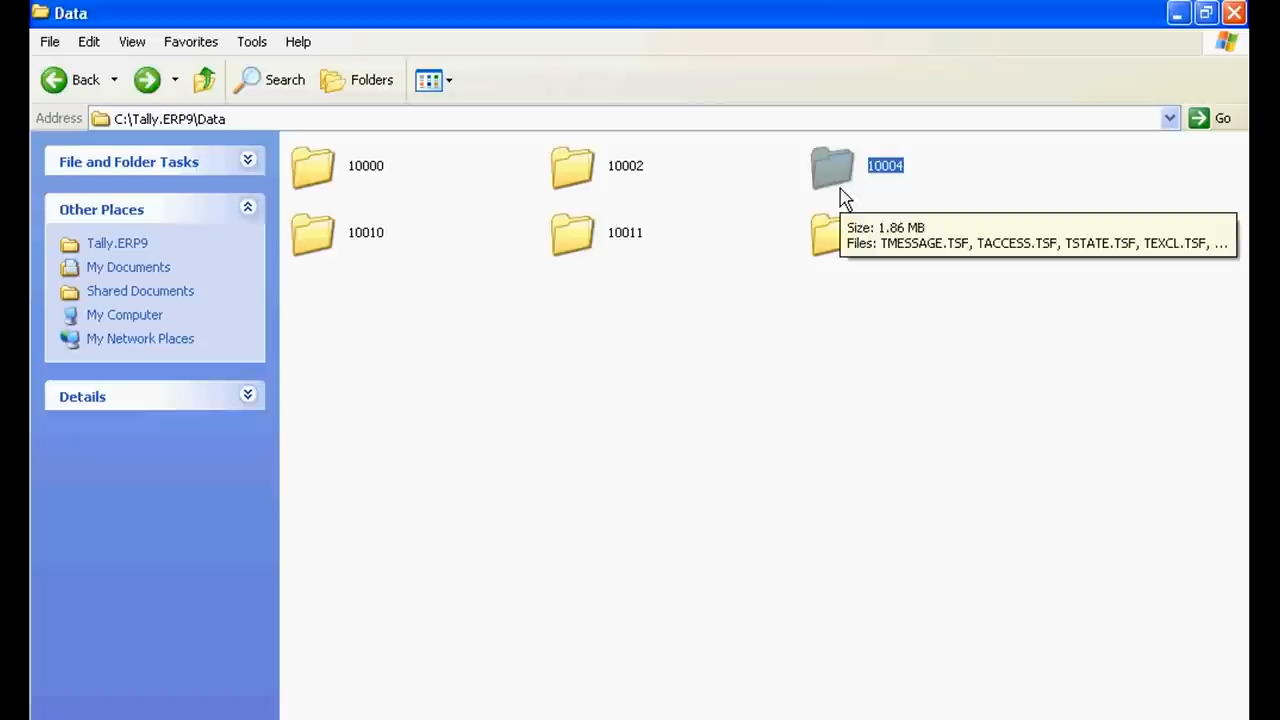 Data
File Edit View Favorites Tools Help
Back Search Folders
Address C:\Tally.ERP9\Data Go
File and Folder Tasks
Other Places
Tally.ERP9
My Documents
Shared Documents
My Computer
My Network Places
Details
10000 10002 10004
10010 10011
Size: 1.86 MB
Files: TMESSAGE.TSF, TACCESS.TSF, TSTATE.TSF, TEXCL.TSF, ...